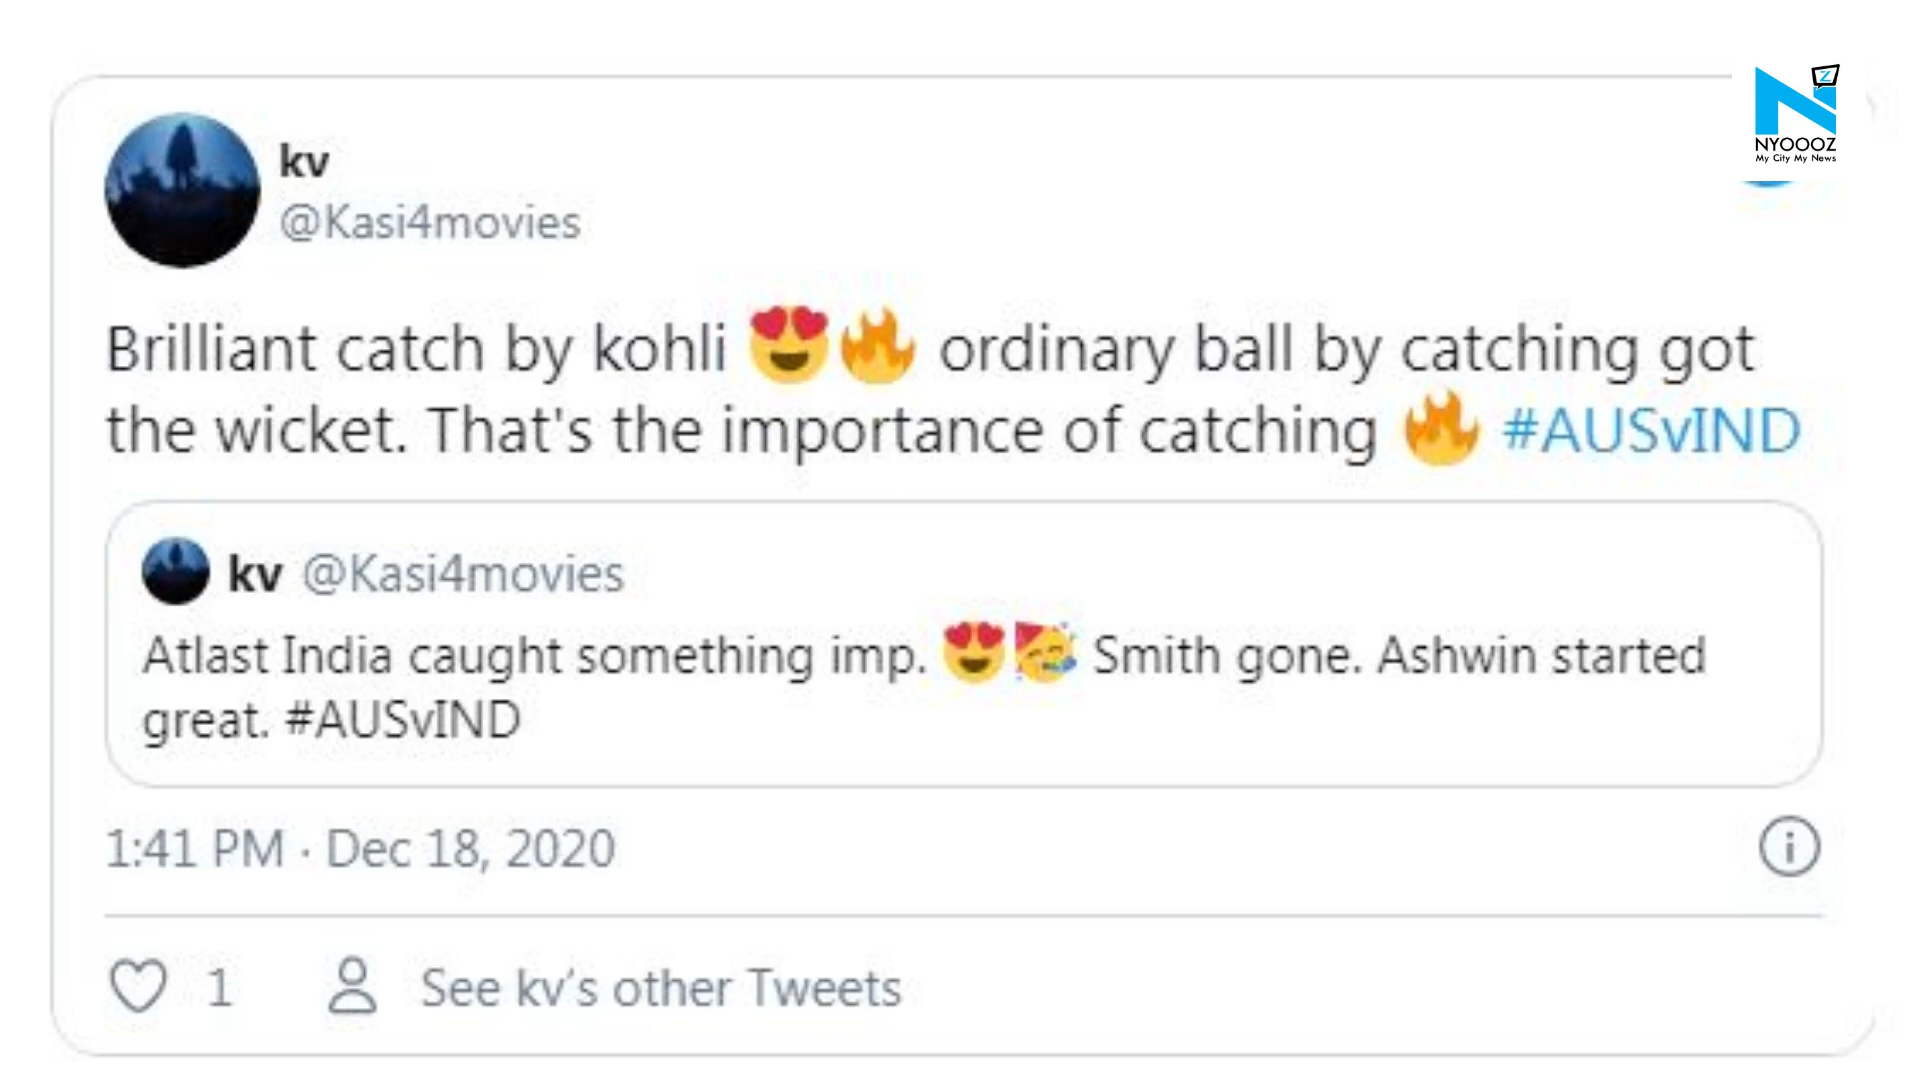 NYOOOZ
My City My News
kv
@Kasi4movies
Brilliant catch by kohli 😍🔥 ordinary ball by catching got
the wicket. That's the importance of catching 🔥 #AUSvIND
kv @Kasi4movies
Atlast India caught something imp. 😍🥳 Smith gone. Ashwin started
great. #AUSvIND
1:41 PM · Dec 18, 2020
1 See kv's other Tweets